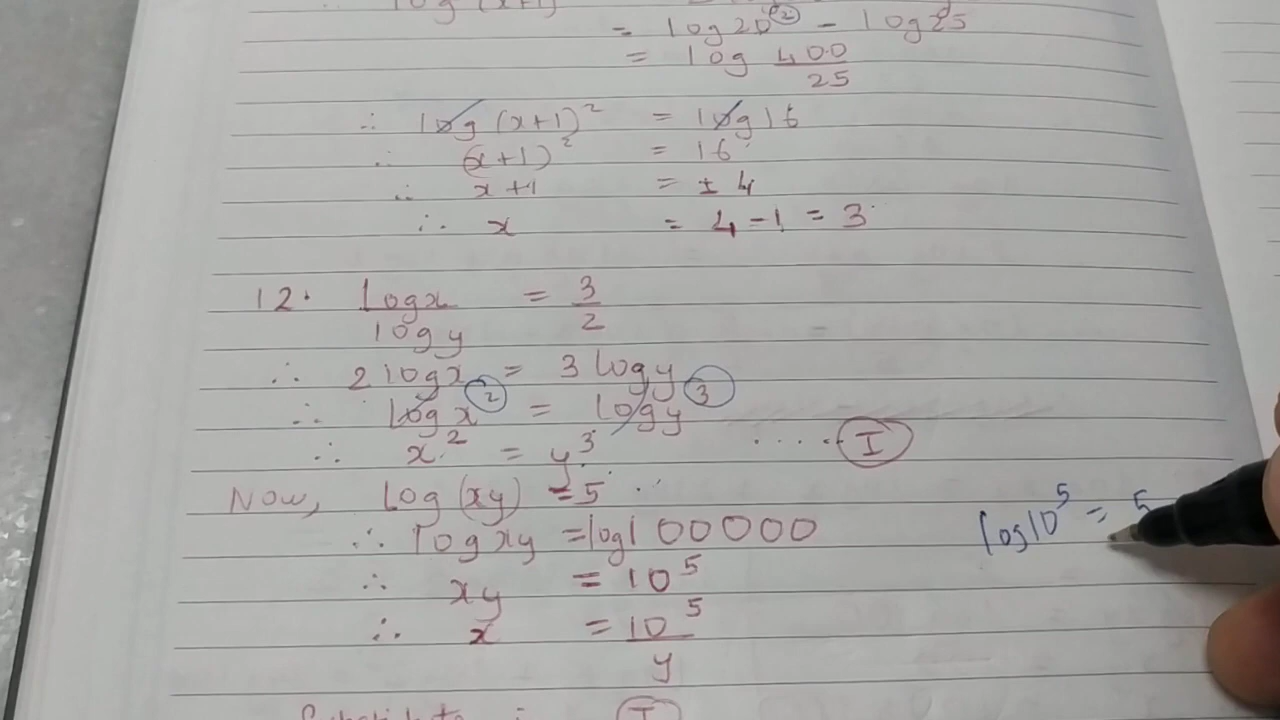 log (x+1)
= log 20² - log 25
= log 400/25
∴ log (x+1)² = log 16
∴ (x+1)² = 16
∴ x+1 = ± 4
∴ x = 4 - 1 = 3
12. log x / log y = 3/2
∴ 2 log x = 3 log y
∴ log x² = log y³
∴ x² = y³ ..... I
Now, log (xy) = 5
∴ log xy = log 100000
log 10⁵ = 5
∴ xy = 10⁵
∴ x = 10⁵/y
I